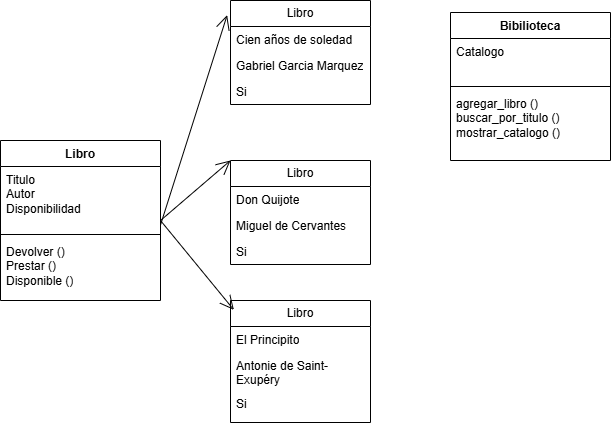 Libro
Titulo
Autor
Disponibilidad
Devolver ()
Prestar ()
Disponible ()
Libro
Cien años de soledad
Gabriel Garcia Marquez
Si
Libro
Don Quijote
Miguel de Cervantes
Si
Libro
El Principito
Antonie de Saint-
Exupéry
Si
Bibilioteca
Catalogo
agregar_libro ()
buscar_por_titulo ()
mostrar_catalogo ()